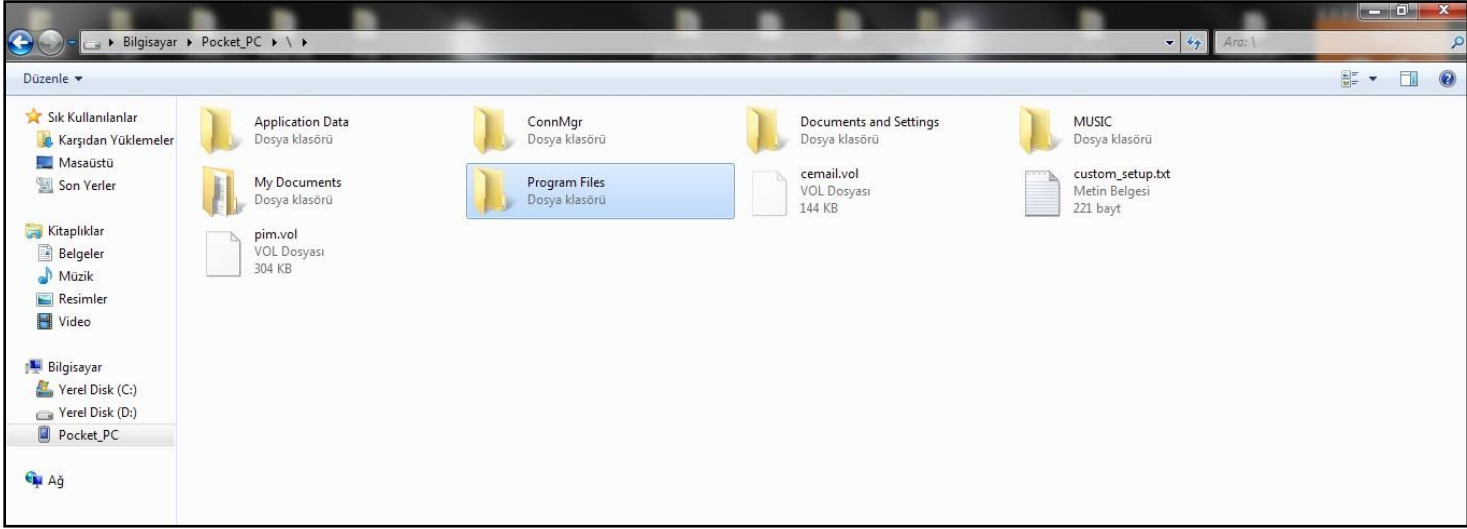 Bilgisayar ▸ Pocket_PC ▸ \ ▸
Ara: \
Düzenle
Sık Kullanılanlar
Karşıdan Yüklemeler
Masaüstü
Son Yerler
Kitaplıklar
Belgeler
Müzik
Resimler
Video
Bilgisayar
Yerel Disk (C:)
Yerel Disk (D:)
Pocket_PC
Ağ
Application Data
Dosya klasörü
ConnMgr
Dosya klasörü
Documents and Settings
Dosya klasörü
MUSIC
Dosya klasörü
My Documents
Dosya klasörü
Program Files
Dosya klasörü
cemail.vol
VOL Dosyası
144 KB
custom_setup.txt
Metin Belgesi
221 bayt
pim.vol
VOL Dosyası
304 KB